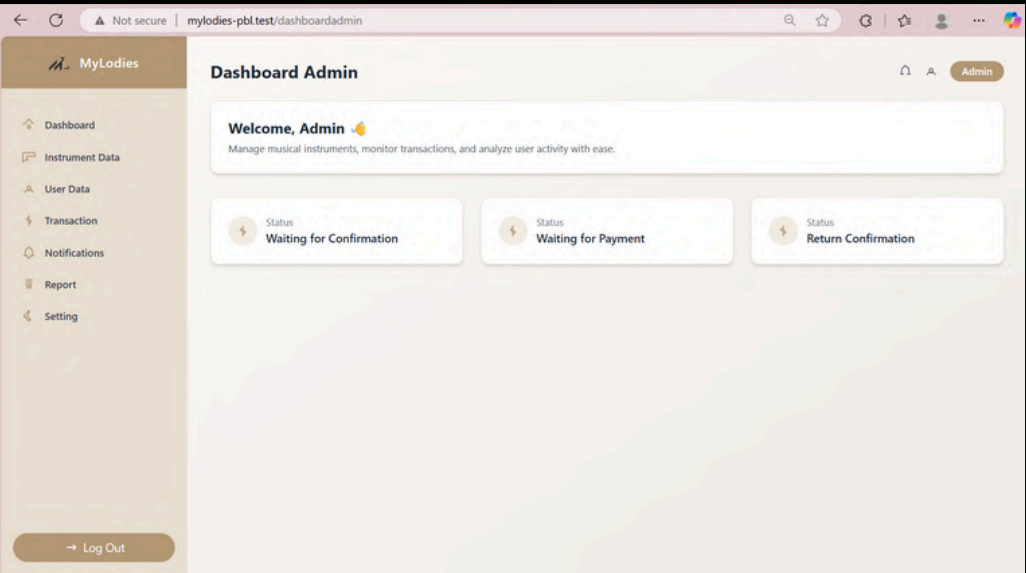 Not secure
mylodies-pbl.test/dashboardadmin
MyLodies
Dashboard
Instrument Data
User Data
Transaction
Notifications
Report
Setting
→ Log Out
Dashboard Admin
Admin
Welcome, Admin 👋
Manage musical instruments, monitor transactions, and analyze user activity with ease.
Status
Waiting for Confirmation
Status
Waiting for Payment
Status
Return Confirmation